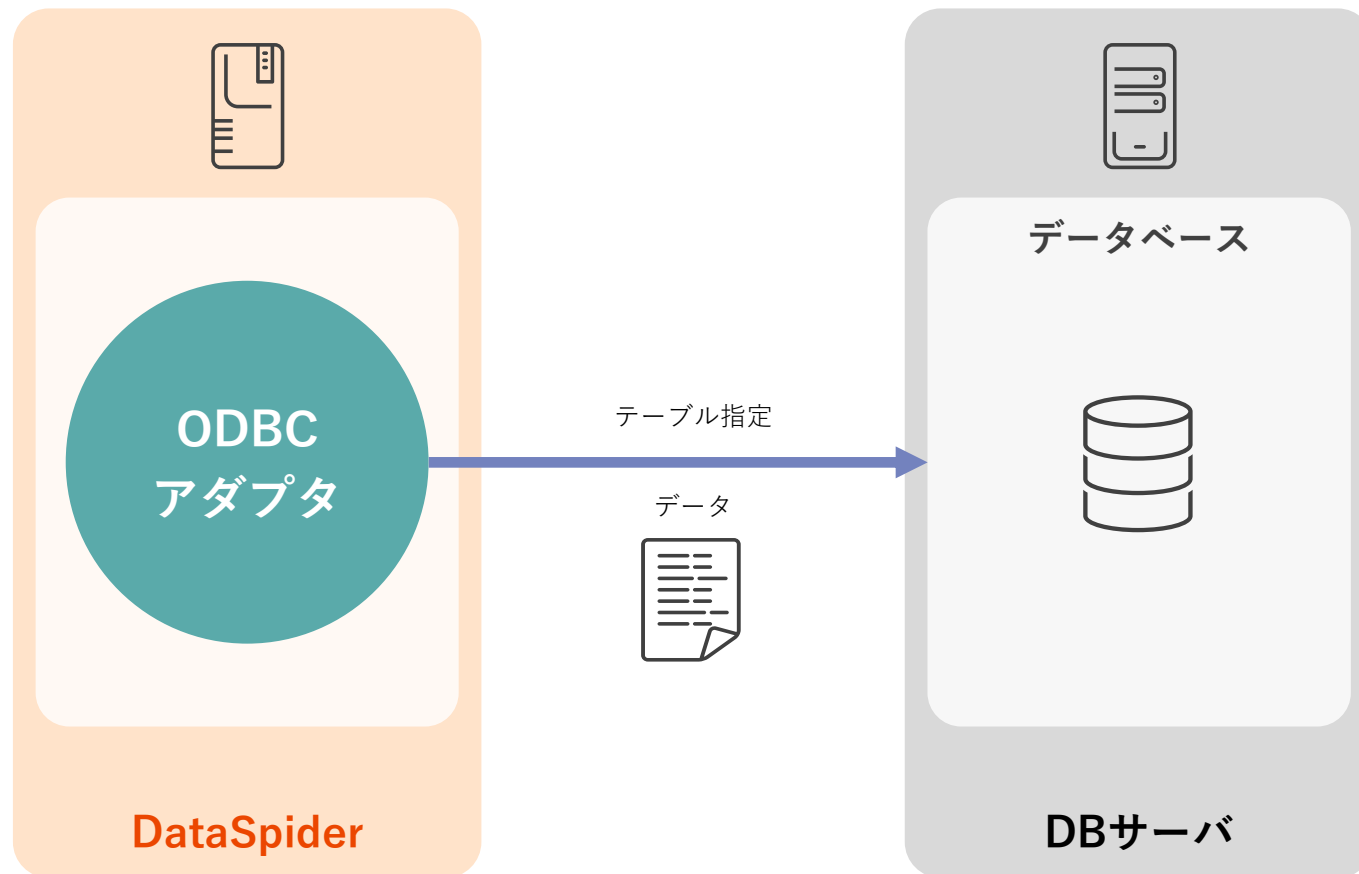 ODBC
アダプタ
DataSpider
テーブル指定
データ
データベース
DBサーバ